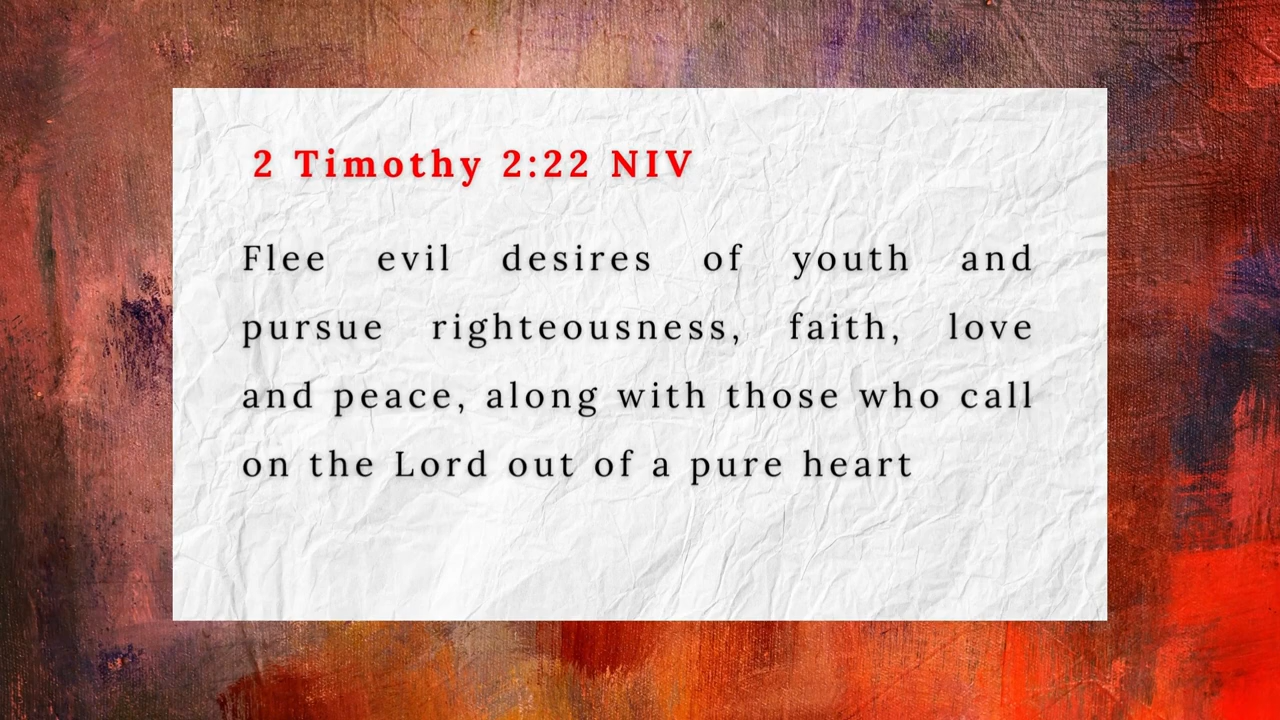 2 Timothy 2:22 NIV
Flee evil desires of youth and
pursue righteousness, faith, love
and peace, along with those who call
on the Lord out of a pure heart